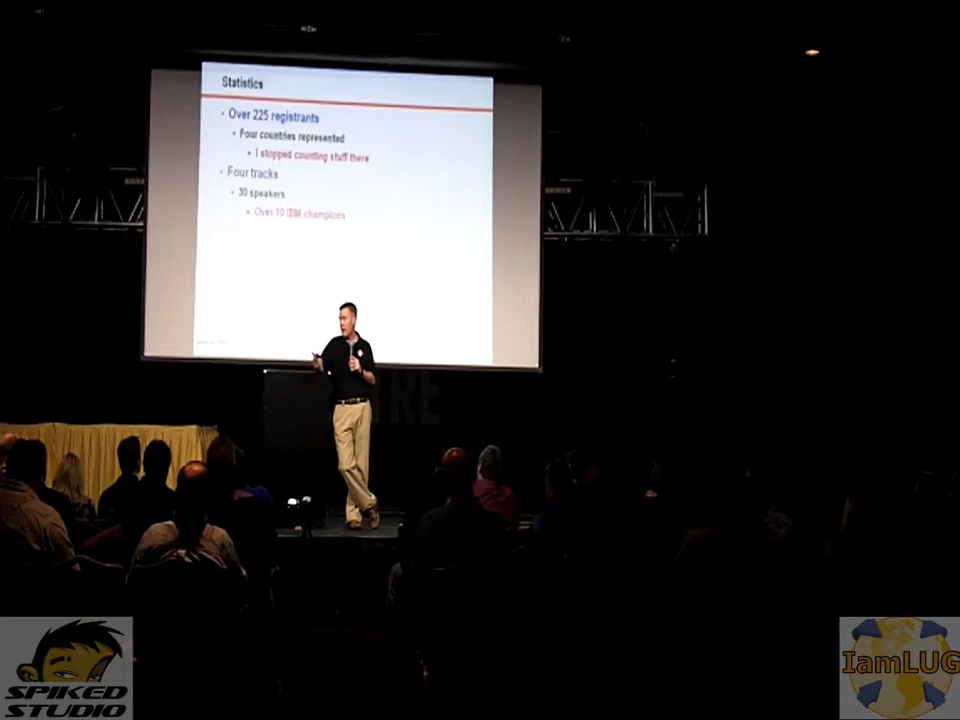 Statistics
Over 225 registrants
Four countries represented
I stopped counting stuff there
Four tracks
30 speakers
Over 10 IBM champions
SPIKED
STUDIO
IamLUG